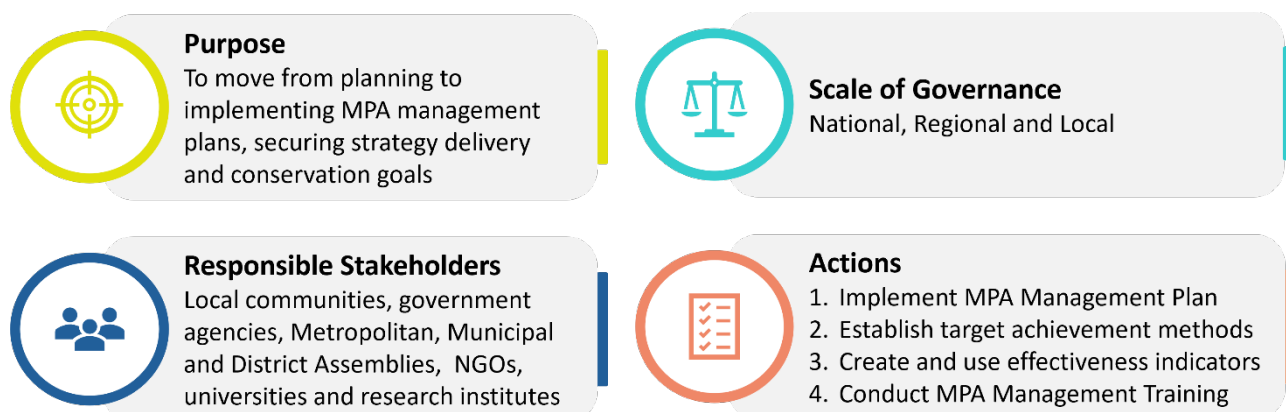 Purpose
To move from planning to
implementing MPA management
plans, securing strategy delivery
and conservation goals
Scale of Governance
National, Regional and Local
Responsible Stakeholders
Local communities, government
agencies, Metropolitan, Municipal
and District Assemblies, NGOs,
universities and research institutes
Actions
1. Implement MPA Management Plan
2. Establish target achievement methods
3. Create and use effectiveness indicators
4. Conduct MPA Management Training